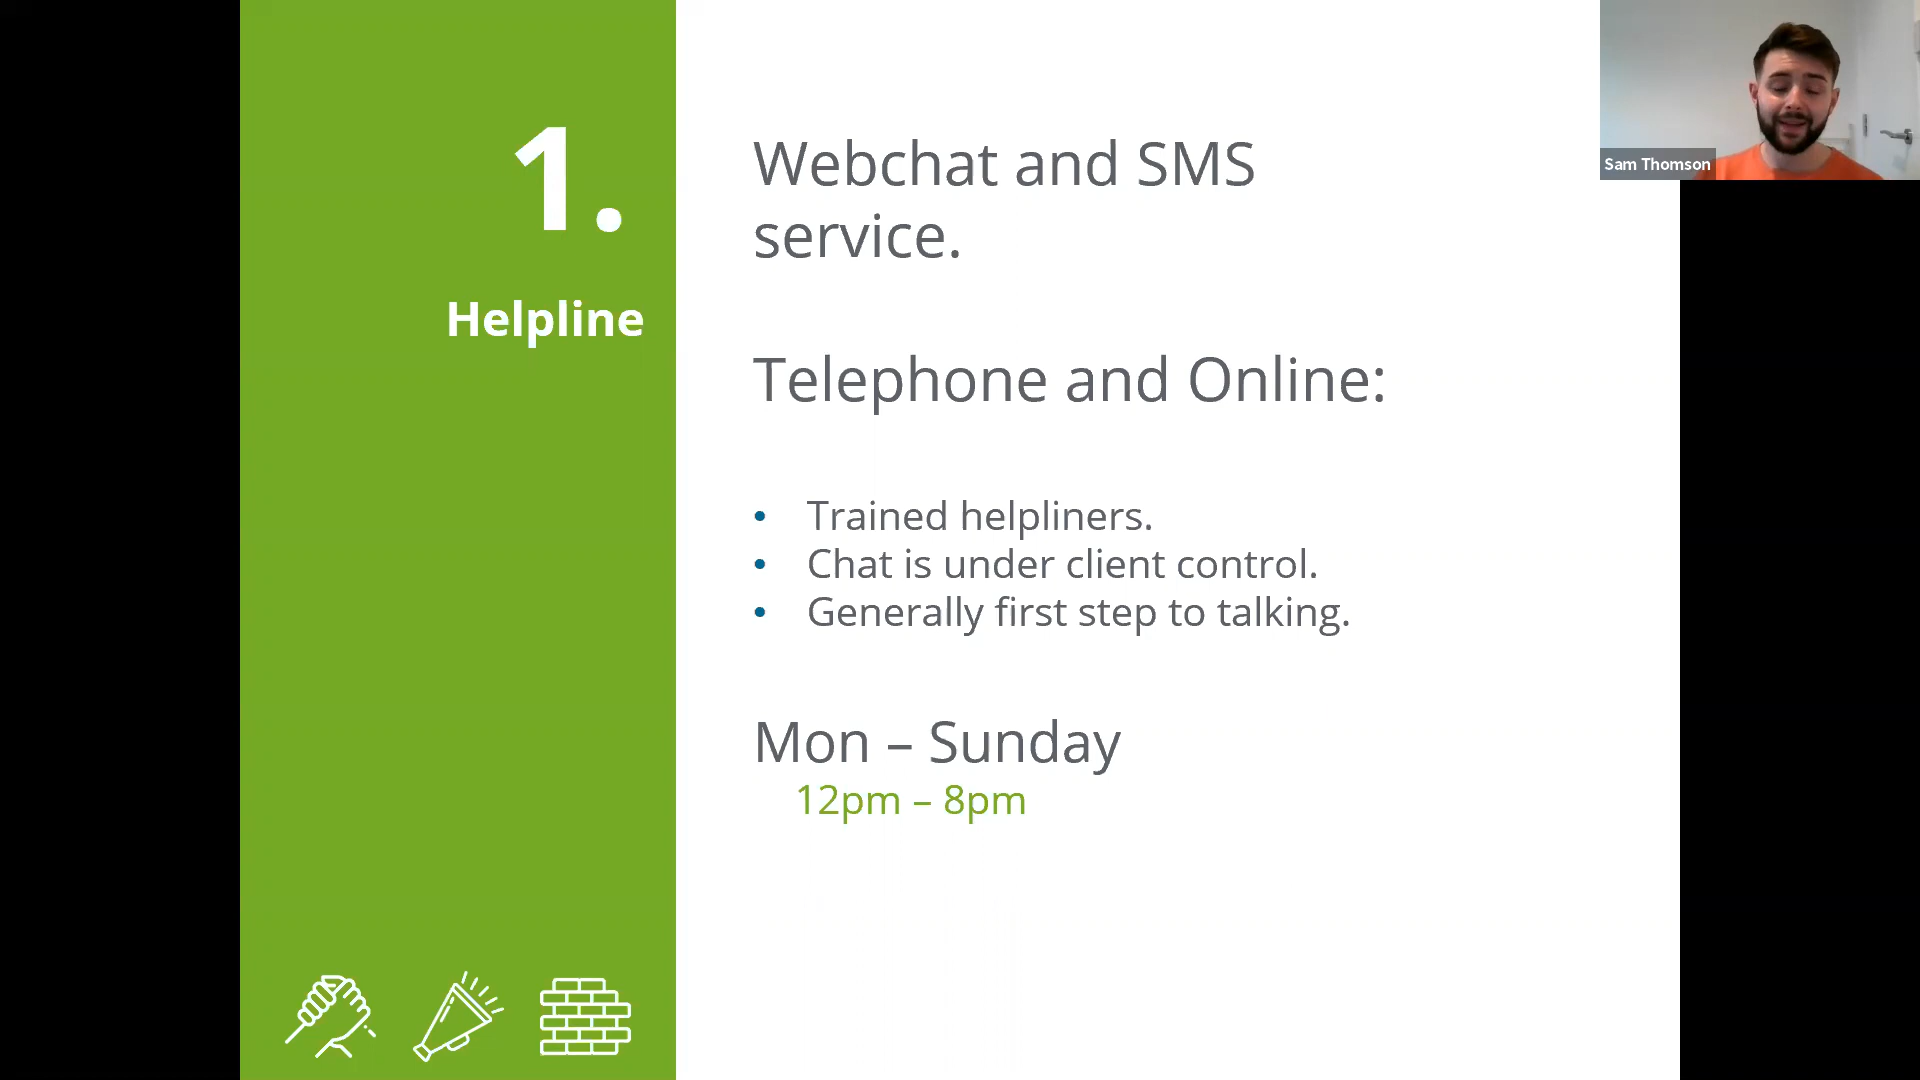 1.
Helpline
Webchat and SMS
service.
Telephone and Online:
• Trained helpliners.
• Chat is under client control.
• Generally first step to talking.
Mon – Sunday
12pm – 8pm
Sam Thomson